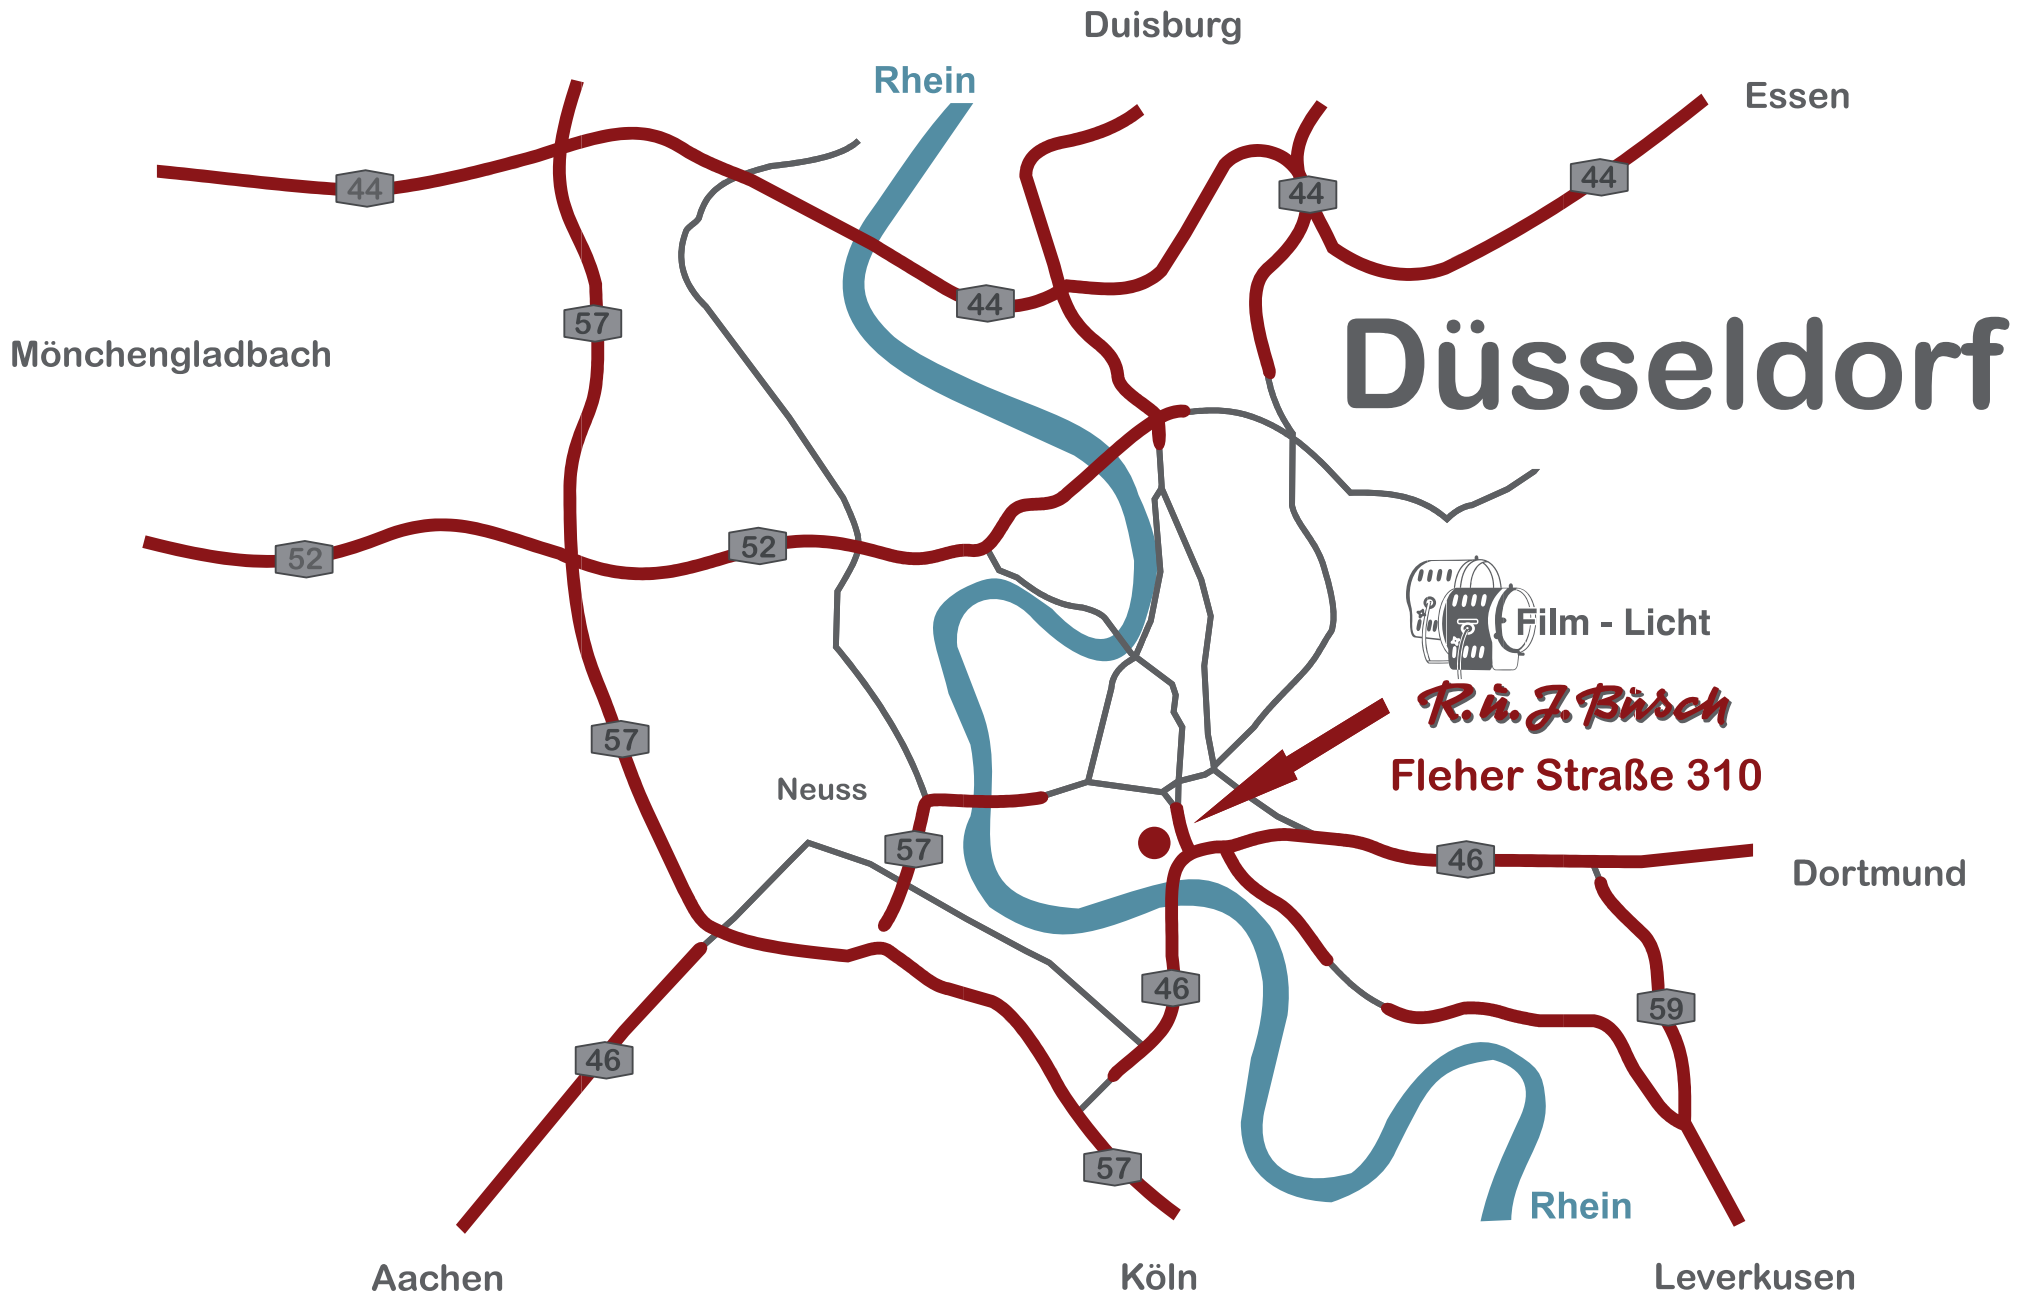 Duisburg
Rhein
Essen
44
44
44
44
57
Düsseldorf
Mönchengladbach
52
52
Film - Licht
R. u. J. Büsch
57
Fleher Straße 310
Neuss
57
46
Dortmund
46
59
46
57
Rhein
Aachen
Köln
Leverkusen